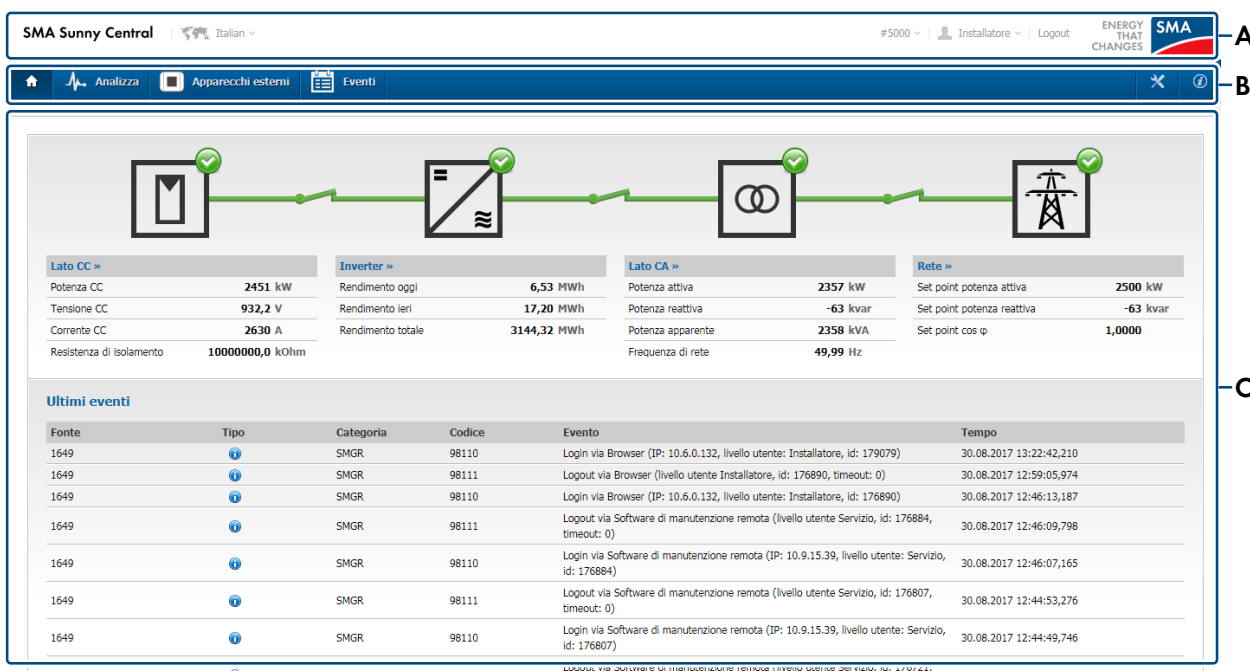 SMA Sunny Central Italian #5000 Installatore Logout
ENERGY THAT CHANGES SMA
A
Analizza Apparecchi esterni Eventi
B
Lato CC » Inverter » Lato CA » Rete »
Potenza CC 2451 kW Rendimento oggi 6,53 MWh Potenza attiva 2357 kW Set point potenza attiva 2500 kW
Tensione CC 932,2 V Rendimento ieri 17,20 MWh Potenza reattiva -63 kvar Set point potenza reattiva -63 kvar
Corrente CC 2630 A Rendimento totale 3144,32 MWh Potenza apparente 2358 kVA Set point cos φ 1,0000
Resistenza di isolamento 10000000,0 kOhm Frequenza di rete 49,99 Hz
C
Ultimi eventi
Fonte Tipo Categoria Codice Evento Tempo
1649 SMGR 98110 Login via Browser (IP: 10.6.0.132, livello utente: Installatore, id: 179079) 30.08.2017 13:22:42,210
1649 SMGR 98111 Logout via Browser (livello utente Installatore, id: 176890, timeout: 0) 30.08.2017 12:59:05,974
1649 SMGR 98110 Login via Browser (IP: 10.6.0.132, livello utente: Installatore, id: 176890) 30.08.2017 12:46:13,187
1649 SMGR 98111 Logout via Software di manutenzione remota (livello utente Servizio, id: 176884, timeout: 0) 30.08.2017 12:46:09,798
1649 SMGR 98110 Login via Software di manutenzione remota (IP: 10.9.15.39, livello utente: Servizio, id: 176884) 30.08.2017 12:46:07,165
1649 SMGR 98111 Logout via Software di manutenzione remota (livello utente Servizio, id: 176807, timeout: 0) 30.08.2017 12:44:53,276
1649 SMGR 98110 Login via Software di manutenzione remota (IP: 10.9.15.39, livello utente: Servizio, id: 176807) 30.08.2017 12:44:49,746